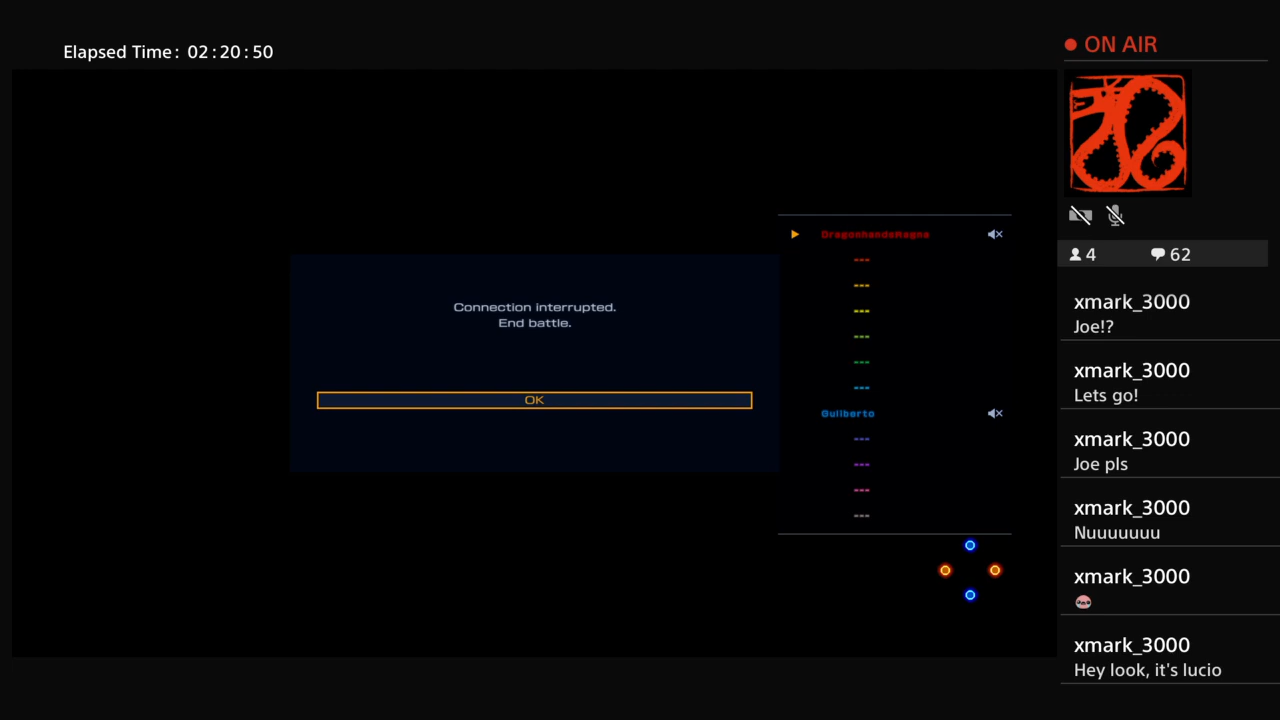 Elapsed Time: 02:20:50
ON AIR
Connection interrupted.
End battle.
OK
DragonhandsMagna
---
---
---
---
---
---
Guilberto
---
---
---
---
4 62
xmark_3000
Joe!?
xmark_3000
Lets go!
xmark_3000
Joe pls
xmark_3000
Nuuuuuuu
xmark_3000
xmark_3000
Hey look, it's lucio